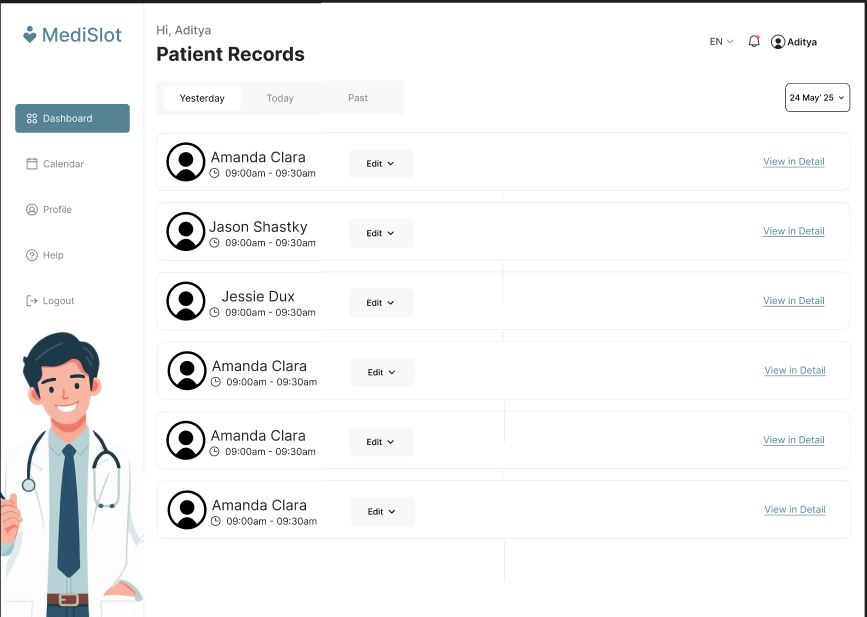 MediSlot
Hi, Aditya
Patient Records
EN
Aditya
Yesterday
Today
Past
24 May' 25
Dashboard
Calendar
Profile
Help
Logout
Amanda Clara
09:00am - 09:30am
Edit
View in Detail
Jason Shastky
09:00am - 09:30am
Edit
View in Detail
Jessie Dux
09:00am - 09:30am
Edit
View in Detail
Amanda Clara
09:00am - 09:30am
Edit
View in Detail
Amanda Clara
09:00am - 09:30am
Edit
View in Detail
Amanda Clara
09:00am - 09:30am
Edit
View in Detail